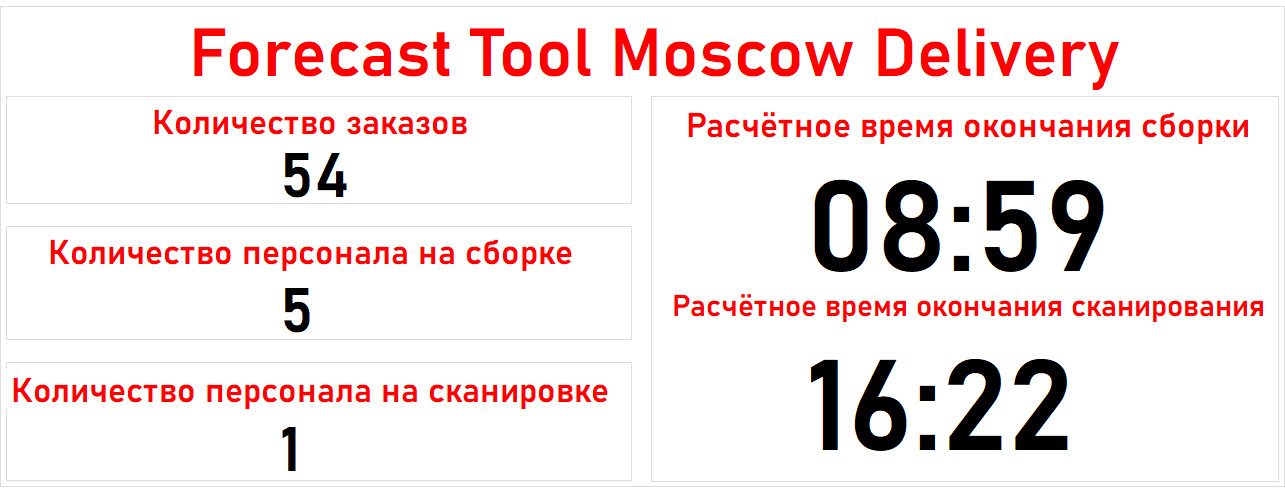 Forecast Tool Moscow Delivery
Количество заказов
54
Количество персонала на сборке
5
Количество персонала на сканировке
1
Расчётное время окончания сборки
08:59
Расчётное время окончания сканирования
16:22